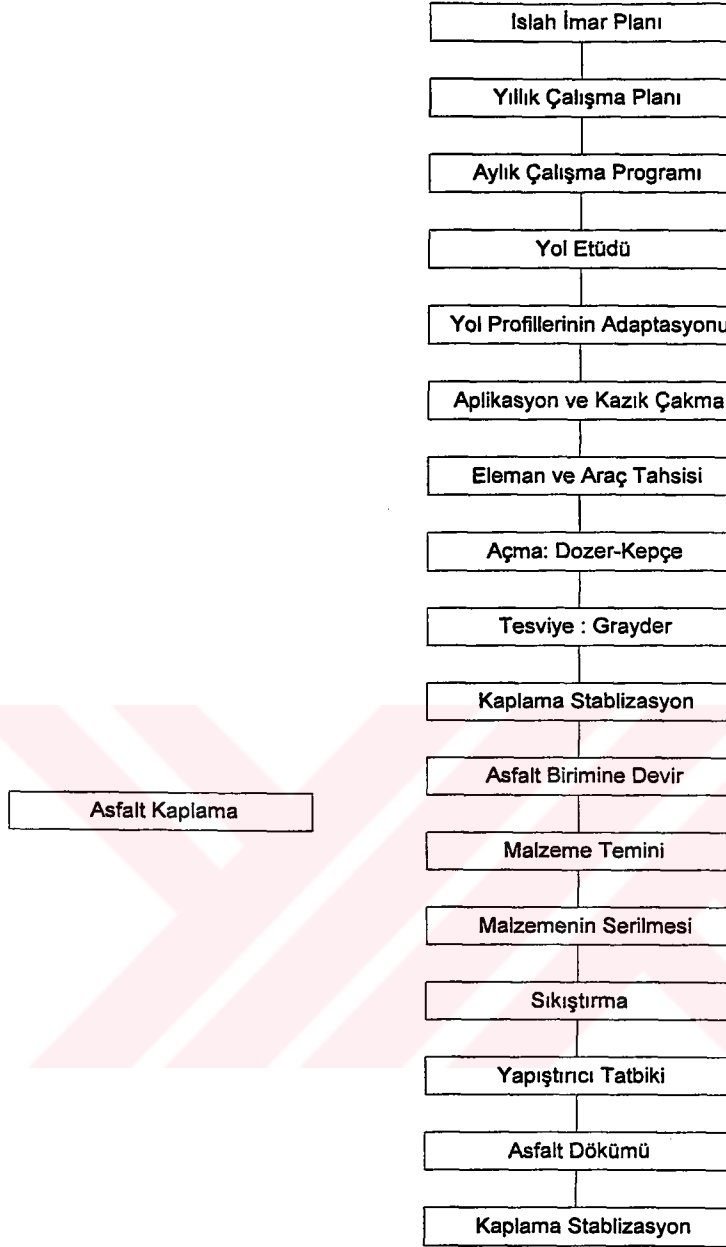 Islah İmar Planı
Yıllık Çalışma Planı
Aylık Çalışma Programı
Yol Etüdü
Yol Profillerinin Adaptasyonu
Aplikasyon ve Kazık Çakma
Eleman ve Araç Tahsisi
Açma: Dozer-Kepçe
Tesviye : Grayder
Kaplama Stablizasyon
Asfalt Birimine Devir
Asfalt Kaplama
Malzeme Temini
Malzemenin Serilmesi
Sıkıştırma
Yapıştırıcı Tatbiki
Asfalt Dökümü
Kaplama Stablizasyon